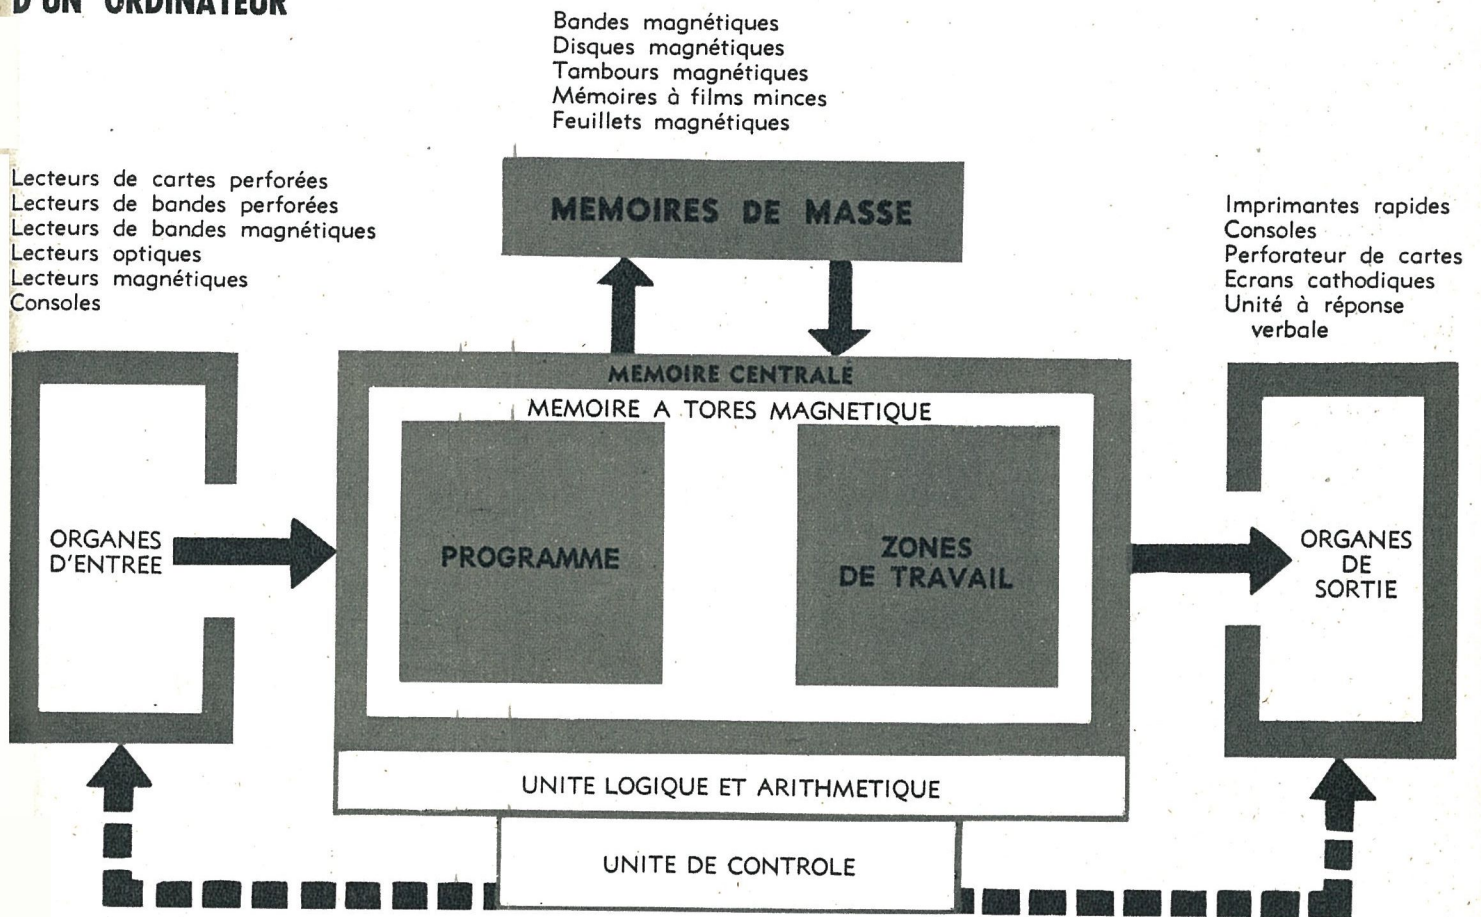 D'UN ORDINATEUR
Bandes magnétiques
Disques magnétiques
Tambours magnétiques
Mémoires à films minces
Feuillets magnétiques
Lecteurs de cartes perforées
Lecteurs de bandes perforées
Lecteurs de bandes magnétiques
Lecteurs optiques
Lecteurs magnétiques
Consoles
MEMOIRES DE MASSE
Imprimantes rapides
Consoles
Perforateur de cartes
Ecrans cathodiques
Unité à réponse
verbale
MEMOIRE CENTRALE
MEMOIRE A TORES MAGNETIQUE
ORGANES
D'ENTREE
PROGRAMME
ZONES
DE TRAVAIL
ORGANES
DE
SORTIE
UNITE LOGIQUE ET ARITHMETIQUE
UNITE DE CONTROLE